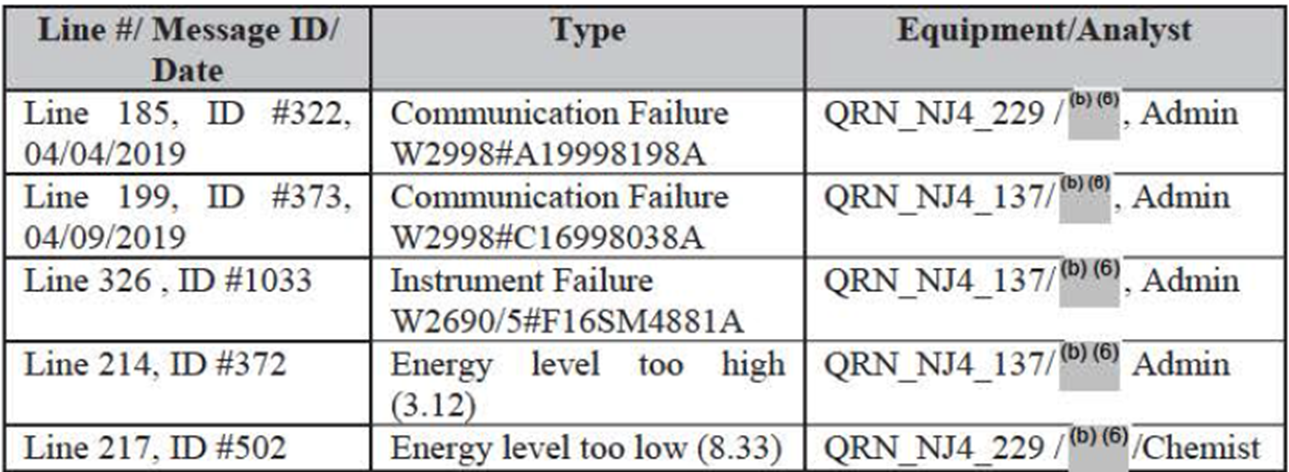 Line #/ Message ID/
Date
Type
Equipment/Analyst
Line 185, ID #322,
04/04/2019
Communication Failure
W2998#A19998198A
QRN_NJ4_229 / (b) (6) , Admin
Line 199, ID #373,
04/09/2019
Communication Failure
W2998#C16998038A
QRN_NJ4_137/ (b) (6) , Admin
Line 326 , ID #1033
Instrument Failure
W2690/5#F16SM4881A
QRN_NJ4_137/ (b) (6) , Admin
Line 214, ID #372
Energy level too high
(3.12)
QRN_NJ4_137/ (b) (6) Admin
Line 217, ID #502
Energy level too low (8.33)
QRN_NJ4_229 / (b) (6) /Chemist